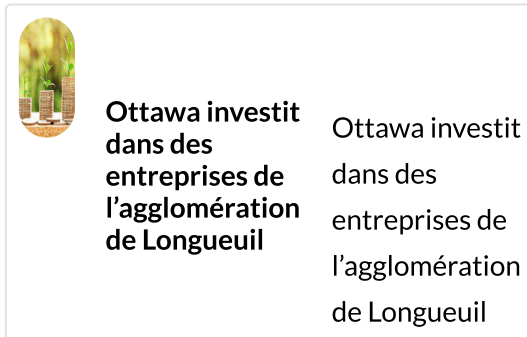 Ottawa investit
dans des
entreprises de
l’agglomération
de Longueuil
Ottawa investit
dans des
entreprises de
l’agglomération
de Longueuil